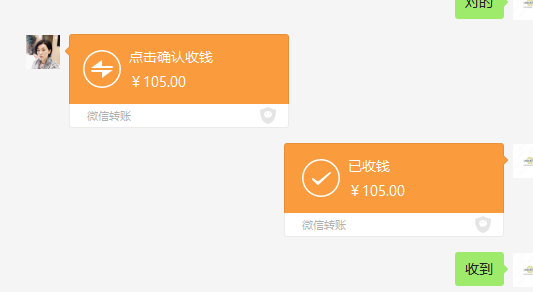 对的
点击确认收钱
￥105.00
微信转账
已收钱
￥105.00
微信转账
收到